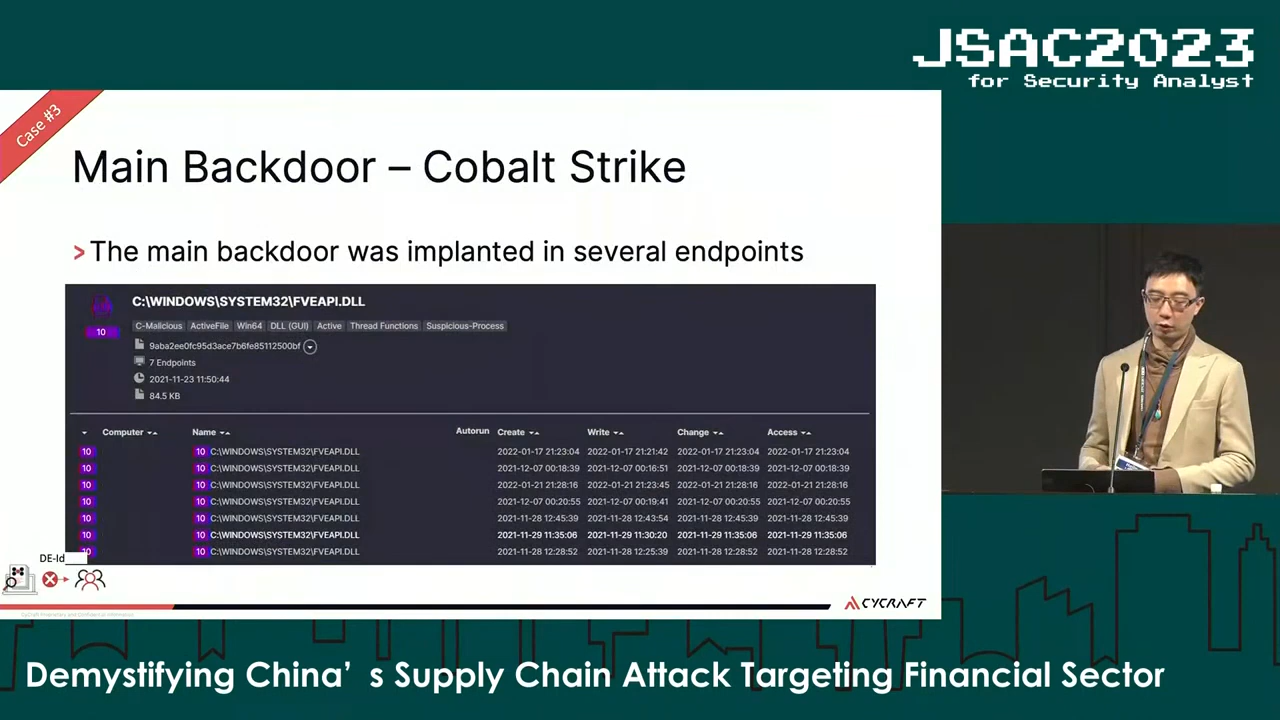 JSAC2023
for Security Analyst
Case #3
Main Backdoor – Cobalt Strike
> The main backdoor was implanted in several endpoints
C:\WINDOWS\SYSTEM32\FVEAPI.DLL
10
C-Malicious ActiveFile Win64 DLL (GUI) Active Thread Functions Suspicious-Process
9aba2ee0fc95d3ace7b6fe85112500bf
7 Endpoints
2021-11-23 11:50:44
84.5 KB
Computer Name Autorun Create Write Change Access
10 10 C:\WINDOWS\SYSTEM32\FVEAPI.DLL 2022-01-17 21:23:04 2022-01-17 21:21:42 2022-01-17 21:23:04 2022-01-17 21:23:04
10 10 C:\WINDOWS\SYSTEM32\FVEAPI.DLL 2021-12-07 00:18:39 2021-12-07 00:16:51 2021-12-07 00:18:39 2021-12-07 00:18:39
10 10 C:\WINDOWS\SYSTEM32\FVEAPI.DLL 2022-01-24 21:28:16 2022-01-24 21:23:45 2022-01-24 21:28:16 2022-01-24 21:28:16
10 10 C:\WINDOWS\SYSTEM32\FVEAPI.DLL 2021-12-07 00:20:55 2021-12-07 00:19:41 2021-12-07 00:20:55 2021-12-07 00:20:55
10 10 C:\WINDOWS\SYSTEM32\FVEAPI.DLL 2021-11-28 12:45:39 2021-11-28 12:43:54 2021-11-28 12:45:39 2021-11-28 12:45:39
10 10 C:\WINDOWS\SYSTEM32\FVEAPI.DLL 2021-11-29 11:35:06 2021-11-29 11:30:20 2021-11-29 11:35:06 2021-11-29 11:35:06
10 10 C:\WINDOWS\SYSTEM32\FVEAPI.DLL 2021-11-28 12:28:52 2021-11-28 12:25:39 2021-11-28 12:28:52 2021-11-28 12:28:52
DE-Id
CyCraft Proprietary and Confidential Information
CYCRAFT
Demystifying China’ s Supply Chain Attack Targeting Financial Sector